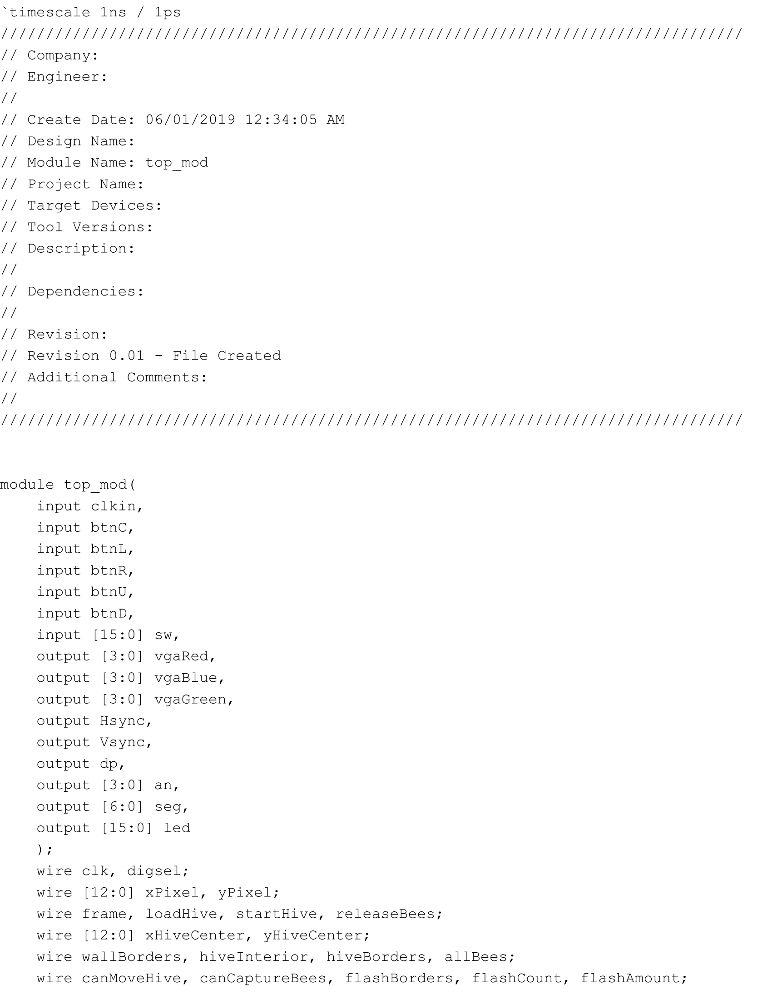 `timescale 1ns / 1ps
//////////////////////////////////////////////////////////////////////////////////
// Company:
// Engineer:
//
// Create Date: 06/01/2019 12:34:05 AM
// Design Name:
// Module Name: top_mod
// Project Name:
// Target Devices:
// Tool Versions:
// Description:
//
// Dependencies:
//
// Revision:
// Revision 0.01 - File Created
// Additional Comments:
//
//////////////////////////////////////////////////////////////////////////////////
module top_mod(
    input clkin,
    input btnC,
    input btnL,
    input btnR,
    input btnU,
    input btnD,
    input [15:0] sw,
    output [3:0] vgaRed,
    output [3:0] vgaBlue,
    output [3:0] vgaGreen,
    output Hsync,
    output Vsync,
    output dp,
    output [3:0] an,
    output [6:0] seg,
    output [15:0] led
    );
    wire clk, digsel;
    wire [12:0] xPixel, yPixel;
    wire frame, loadHive, startHive, releaseBees;
    wire [12:0] xHiveCenter, yHiveCenter;
    wire wallBorders, hiveInterior, hiveBorders, allBees;
    wire canMoveHive, canCaptureBees, flashBorders, flashCount, flashAmount;